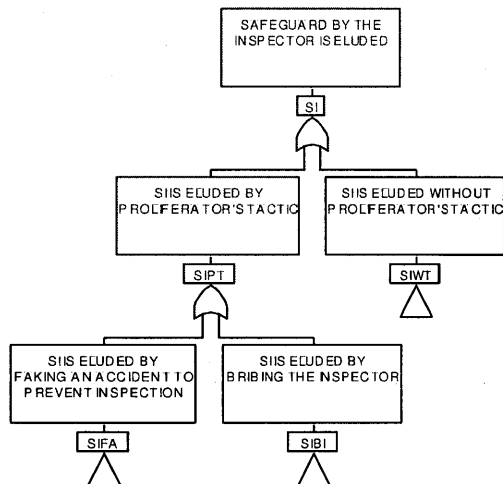 SAFEGUARD BY THE
INSPECTOR IS ELUDED
SI
SI IS ELUDED BY
PROLIFERATOR'S TACTIC
SI IS ELUDED WITHOUT
PROLIFERATOR'S TACTIC
SIPT
SIWT
SI IS ELUDED BY
FAKING AN ACCIDENT TO
PREVENT INSPECTION
SI IS ELUDED BY
BRIBING THE INSPECTOR
SIFA
SIBI